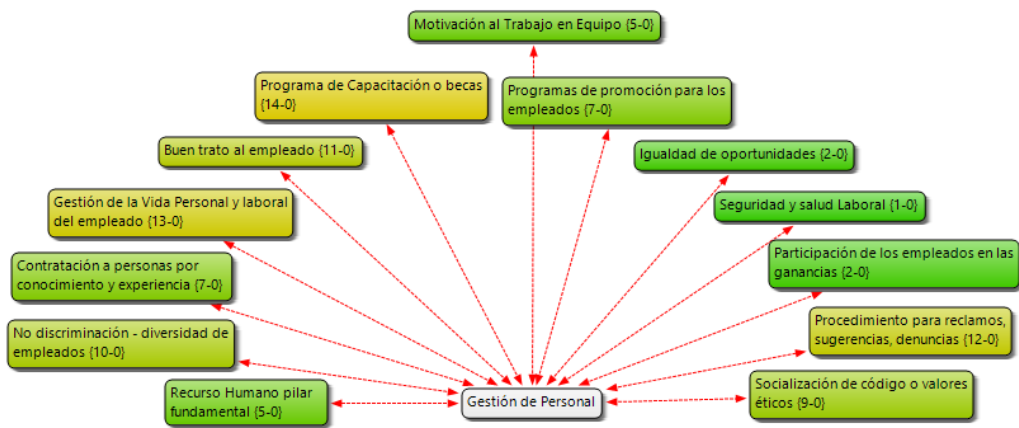 Motivación al Trabajo en Equipo {5-0}
Programa de Capacitación o becas
{14-0}
Programas de promoción para los
empleados {7-0}
Buen trato al empleado {11-0}
Igualdad de oportunidades {2-0}
Gestión de la Vida Personal y laboral
del empleado {13-0}
Seguridad y salud Laboral {1-0}
Contratación a personas por
conocimiento y experiencia {7-0}
Participación de los empleados en las
ganancias {2-0}
No discriminación - diversidad de
empleados {10-0}
Procedimiento para reclamos,
sugerencias, denuncias {12-0}
Recurso Humano pilar
fundamental {5-0}
Gestión de Personal
Socialización de código o valores
éticos {9-0}